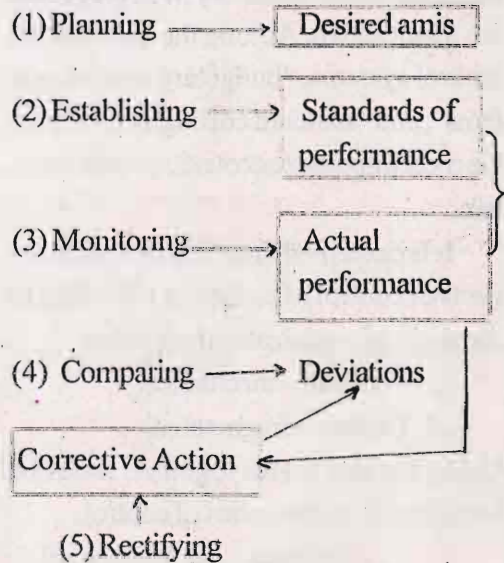 (1) Planning Desired amis
(2) Establishing Standards of
performance
(3) Monitoring Actual
performance
(4) Comparing Deviations
Corrective Action
(5) Rectifying